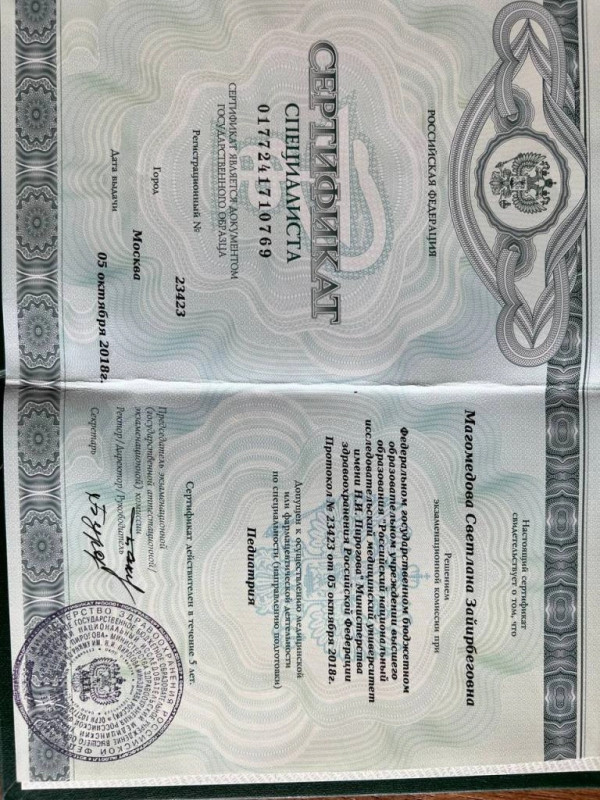 РОССИЙСКАЯ ФЕДЕРАЦИЯ
СЕРТИФИКАТ
СПЕЦИАЛИСТА
0177241710769
СЕРТИФИКАТ ЯВЛЯЕТСЯ ДОКУМЕНТОМ
ГОСУДАРСТВЕННОГО ОБРАЗЦА
Регистрационный № 23423
Город Москва
Дата выдачи 05 октября 2018г.
Настоящий сертификат
свидетельствует о том, что
Магомедова Светлана Зайирбеговна
Решением
экзаменационной комиссии при
Федеральном государственном бюджетном
образовательном учреждении высшего
образования "Российский национальный
исследовательский медицинский университет
имени Н.И. Пирогова" Министерства
здравоохранения Российской Федерации
Протокол № 23423 от 05 октября 2018г.
Допущен к осуществлению медицинской
или фармацевтической деятельности
по специальности (направлению подготовки)
Педиатрия
Сертификат действителен в течение 5 лет.
Председатель экзаменационной
(государственной аттестационной/
экзаменационной) комиссии
Ректор/Директор/Руководитель
Секретарь